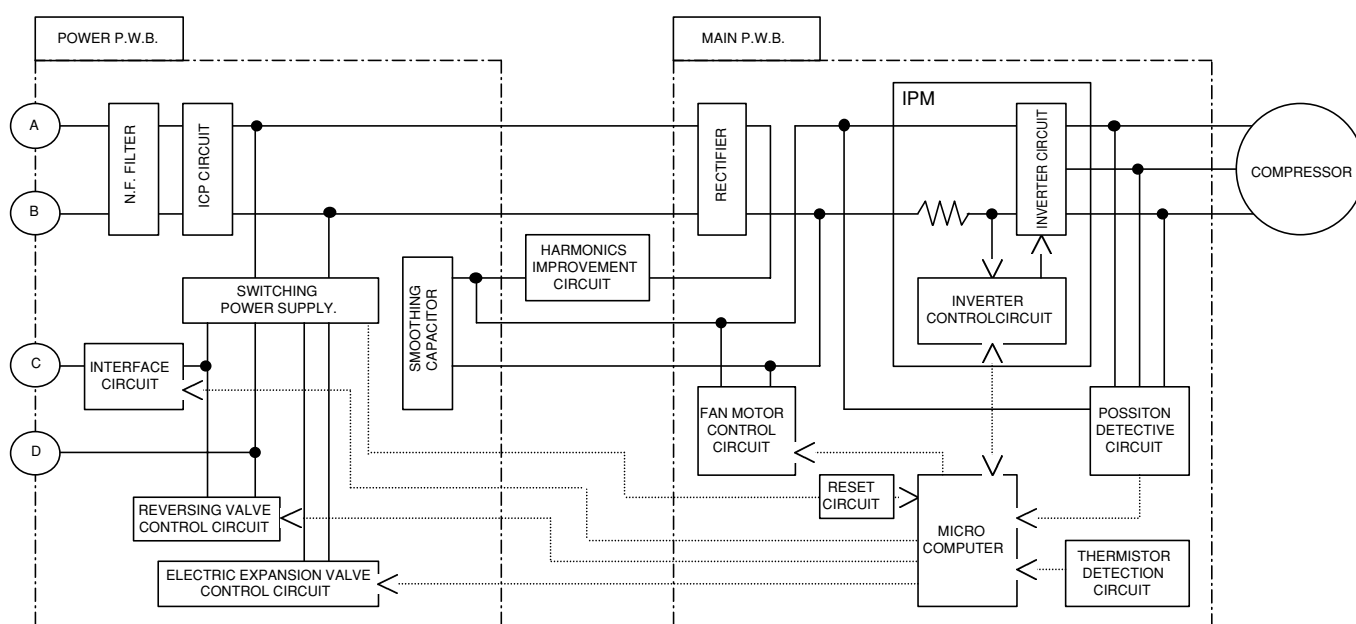 POWER P.W.B.
MAIN P.W.B.
A
B
C
D
N.F. FILTER
ICP CIRCUIT
RECTIFIER
IPM
INVERTER CIRCUIT
COMPRESSOR
HARMONICS
IMPROVEMENT
CIRCUIT
SWITCHING
POWER SUPPLY.
SMOOTHING
CAPACITOR
INVERTER
CONTROLCIRCUIT
INTERFACE
CIRCUIT
FAN MOTOR
CONTROL
CIRCUIT
POSSITON
DETECTIVE
CIRCUIT
REVERSING VALVE
CONTROL CIRCUIT
RESET
CIRCUIT
MICRO
COMPUTER
THERMISTOR
DETECTION
CIRCUIT
ELECTRIC EXPANSION VALVE
CONTROL CIRCUIT